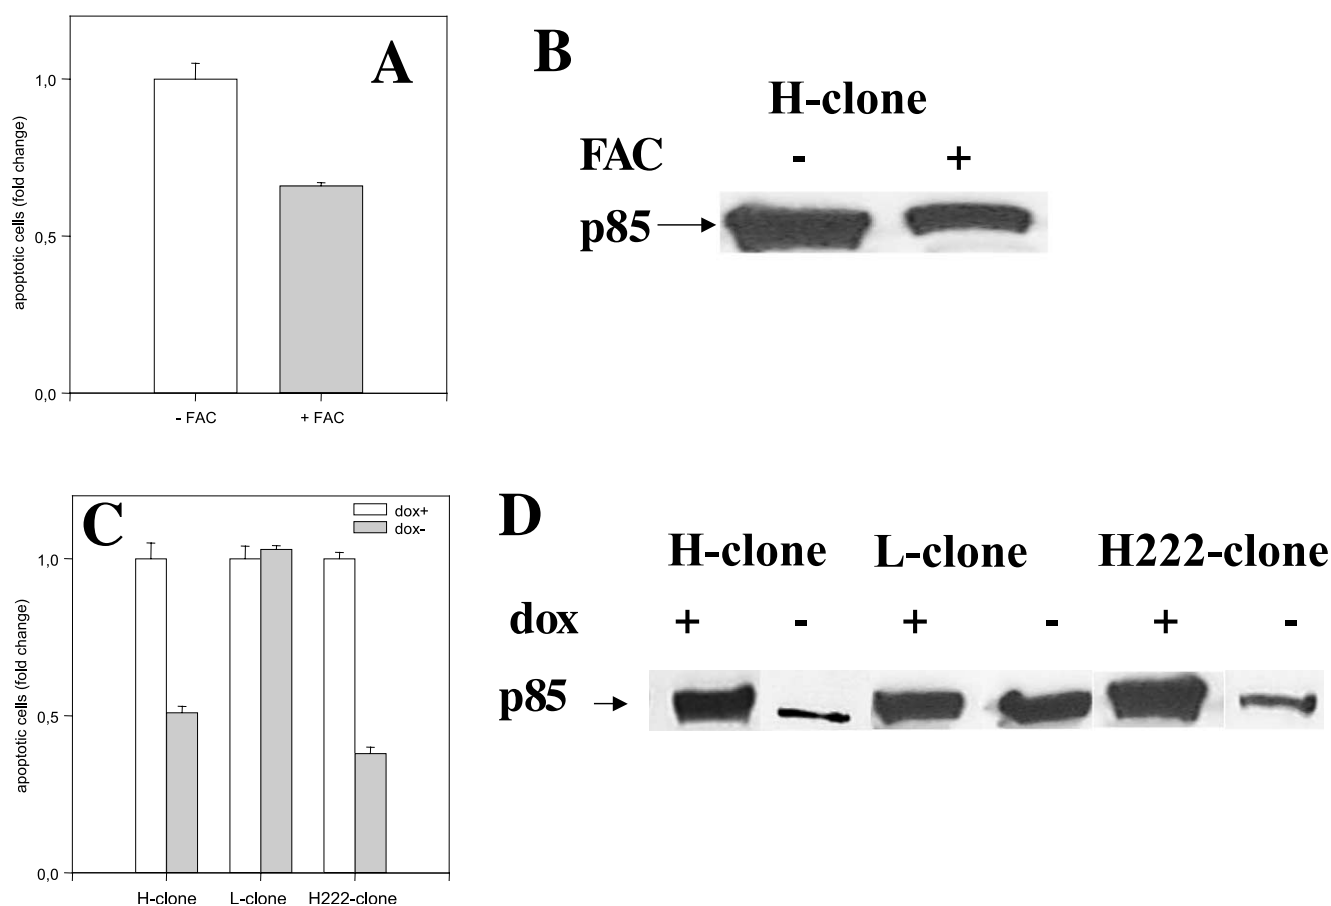 A
1,0
0,5
0,0
apoptotic cells (fold change)
- FAC + FAC
B
H-clone
FAC - +
p85
C
dox+
dox-
1,0
0,5
0,0
apoptotic cells (fold change)
H-clone L-clone H222-clone
D
H-clone L-clone H222-clone
dox + - + - + -
p85